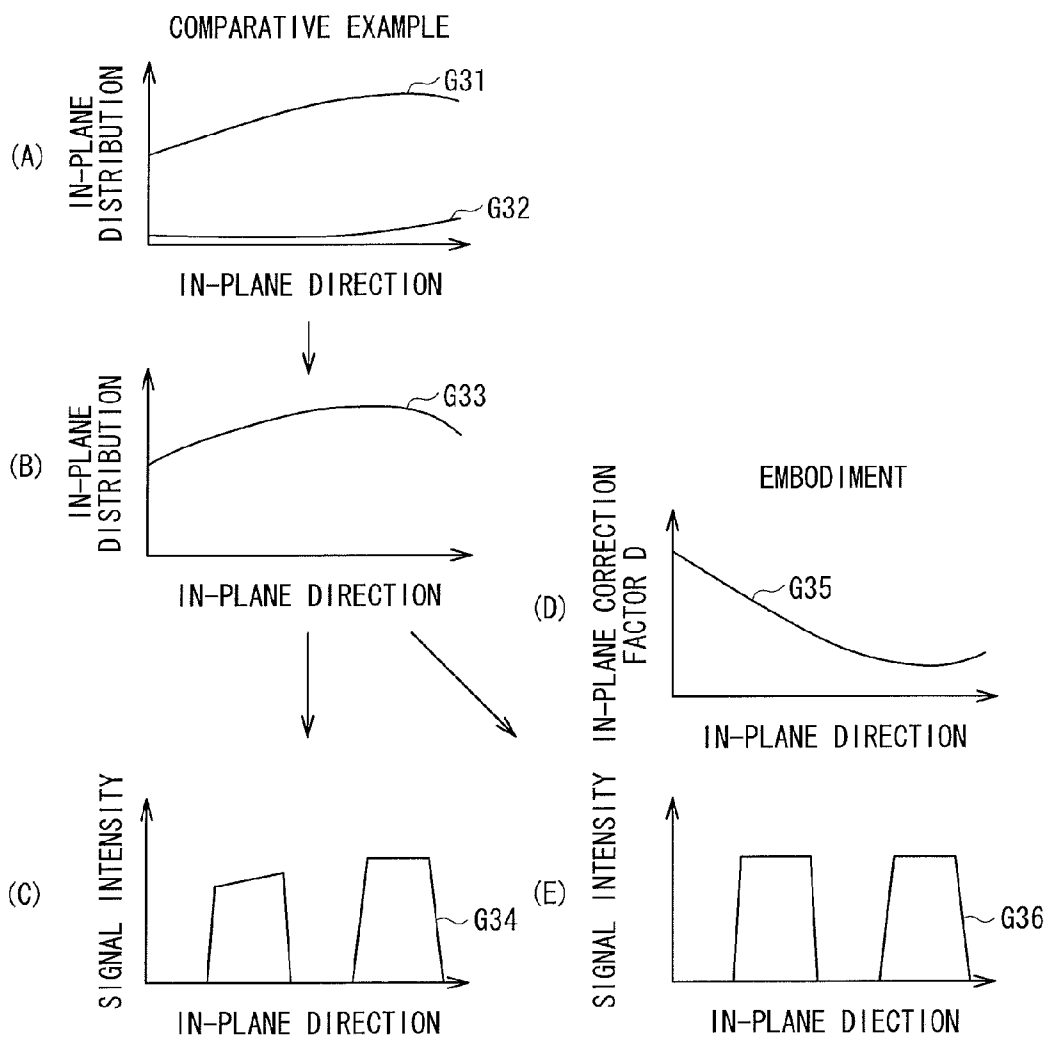 COMPARATIVE EXAMPLE
(A)
IN-PLANE
DISTRIBUTION
G31
G32
IN-PLANE DIRECTION
(B)
IN-PLANE
DISTRIBUTION
G33
IN-PLANE DIRECTION
EMBODIMENT
(D)
IN-PLANE CORRECTION
FACTOR D
G35
IN-PLANE DIRECTION
(C)
SIGNAL INTENSITY
G34
IN-PLANE DIRECTION
(E)
SIGNAL INTENSITY
G36
IN-PLANE DIECTION